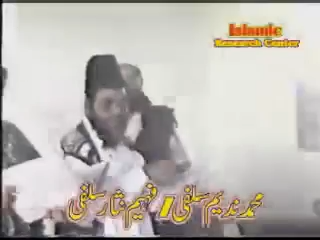 Islamic
Research Center
محمد ندیم سلفی / فہیم نثار سلفی